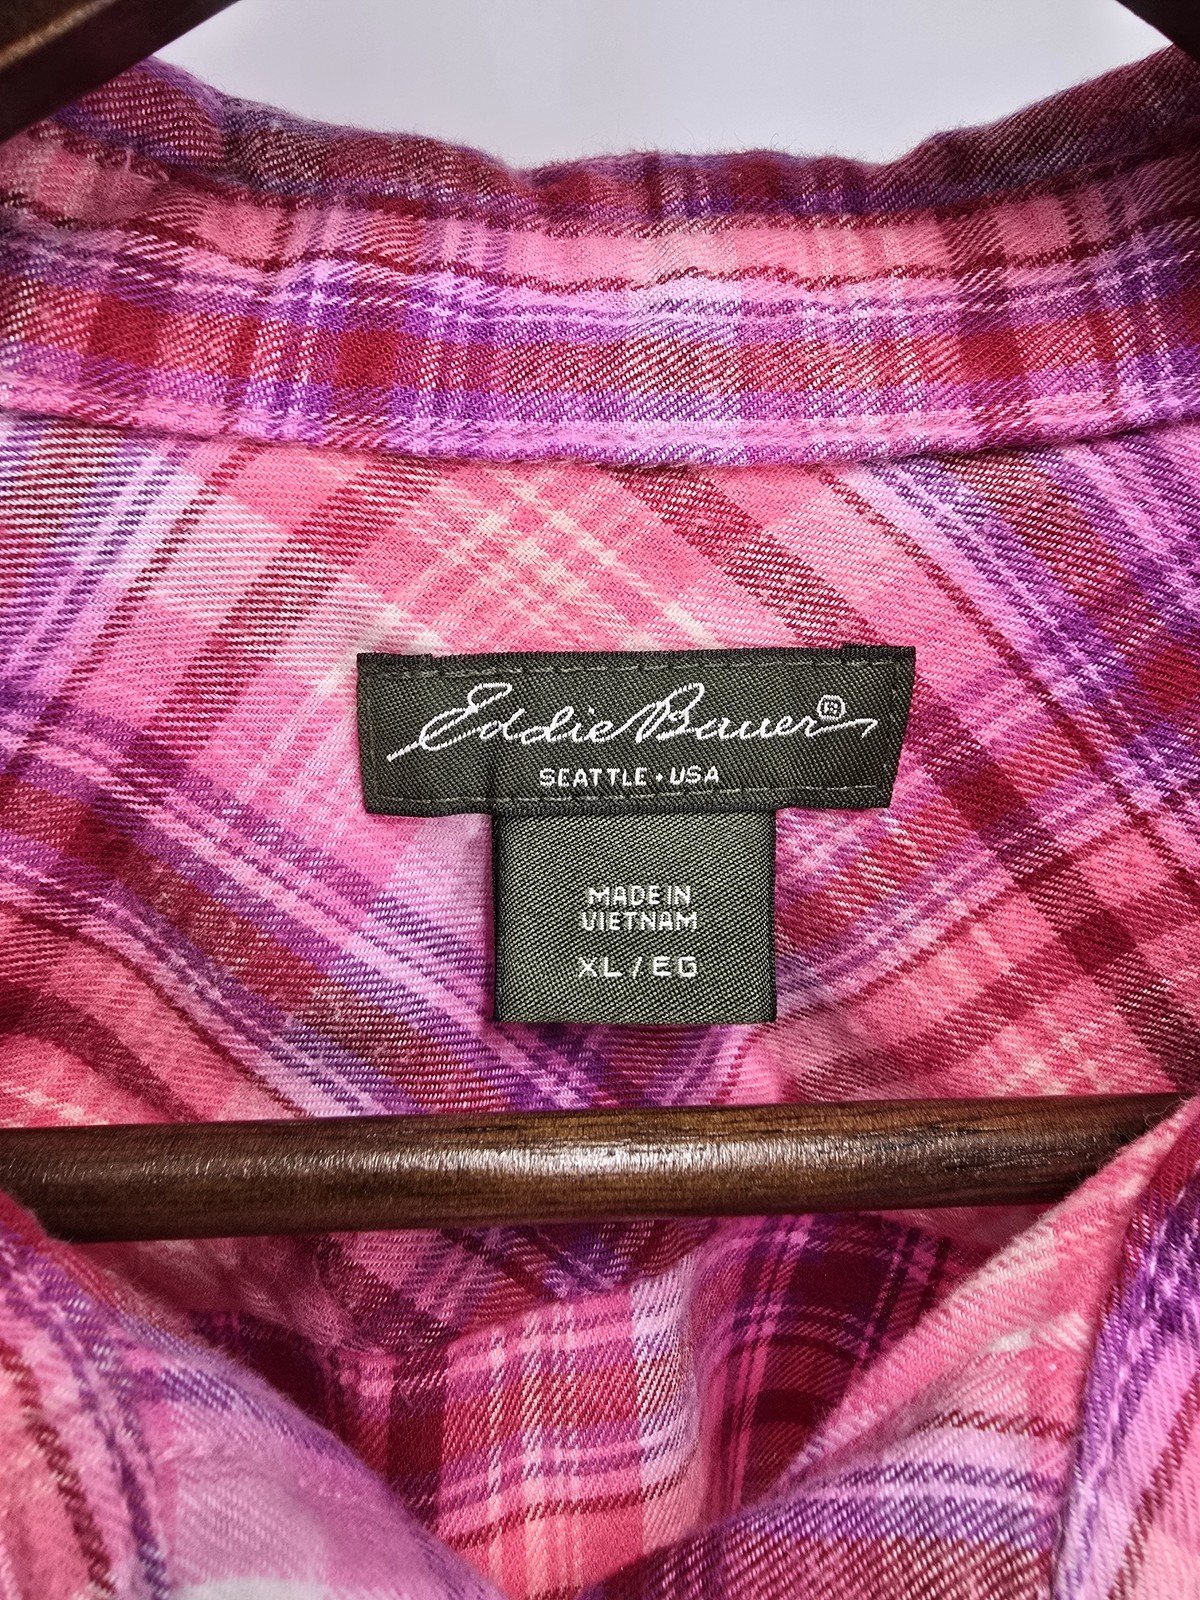 Eddie Bauer®
SEATTLE • USA
MADE IN
VIETNAM
XL / EG